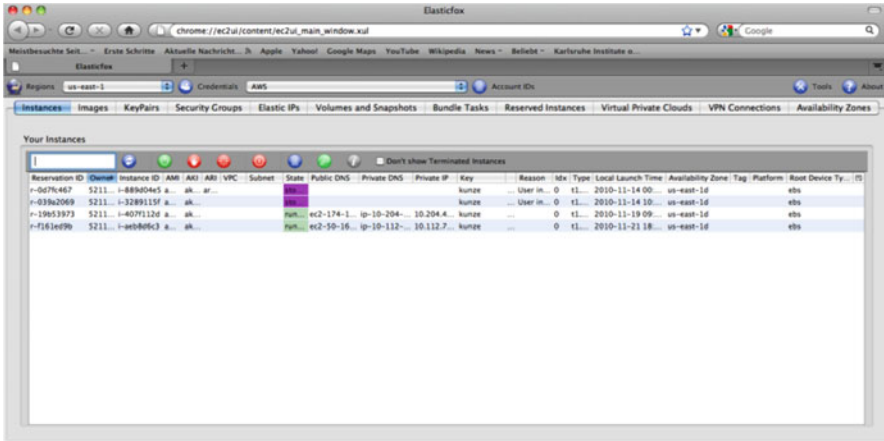 Elasticfox
chrome://ec2ui/content/ec2ui_main_window.xul
Google
Meistbesuchte Seit... Erste Schritte Aktuelle Nachricht... Apple Yahoo! Google Maps YouTube Wikipedia News Beliebt Karlsruhe Institute o...
Elasticfox
Regions us-east-1 Credentials AWS Account IDs Tools About
Instances Images KeyPairs Security Groups Elastic IPs Volumes and Snapshots Bundle Tasks Reserved Instances Virtual Private Clouds VPN Connections Availability Zones
Your Instances
Don't show Terminated Instances
Reservation ID Owner Instance ID AMI AKI ARI VPC Subnet State Public DNS Private DNS Private IP Key Reason Idx Type Local Launch Time Availability Zone Tag Platform Root Device Ty...
r-0d7fc467 5211... i-889d04e5 a... ak... ar... sto... kunze ... User in... 0 t1.... 2010-11-14 00:... us-east-1d ebs
r-039a2069 5211... i-3289115f a... ak... sto... kunze ... User in... 0 t1.... 2010-11-14 10:... us-east-1d ebs
r-19b53973 5211... i-407f112d a... ak... run... ec2-174-1... ip-10-204-... 10.204.4... kunze ... 0 t1.... 2010-11-19 09:... us-east-1d ebs
r-f161ed9b 5211... i-aeb8d6c3 a... ak... run... ec2-50-16... ip-10-112-... 10.112.7... kunze ... 0 t1.... 2010-11-21 18:... us-east-1d ebs